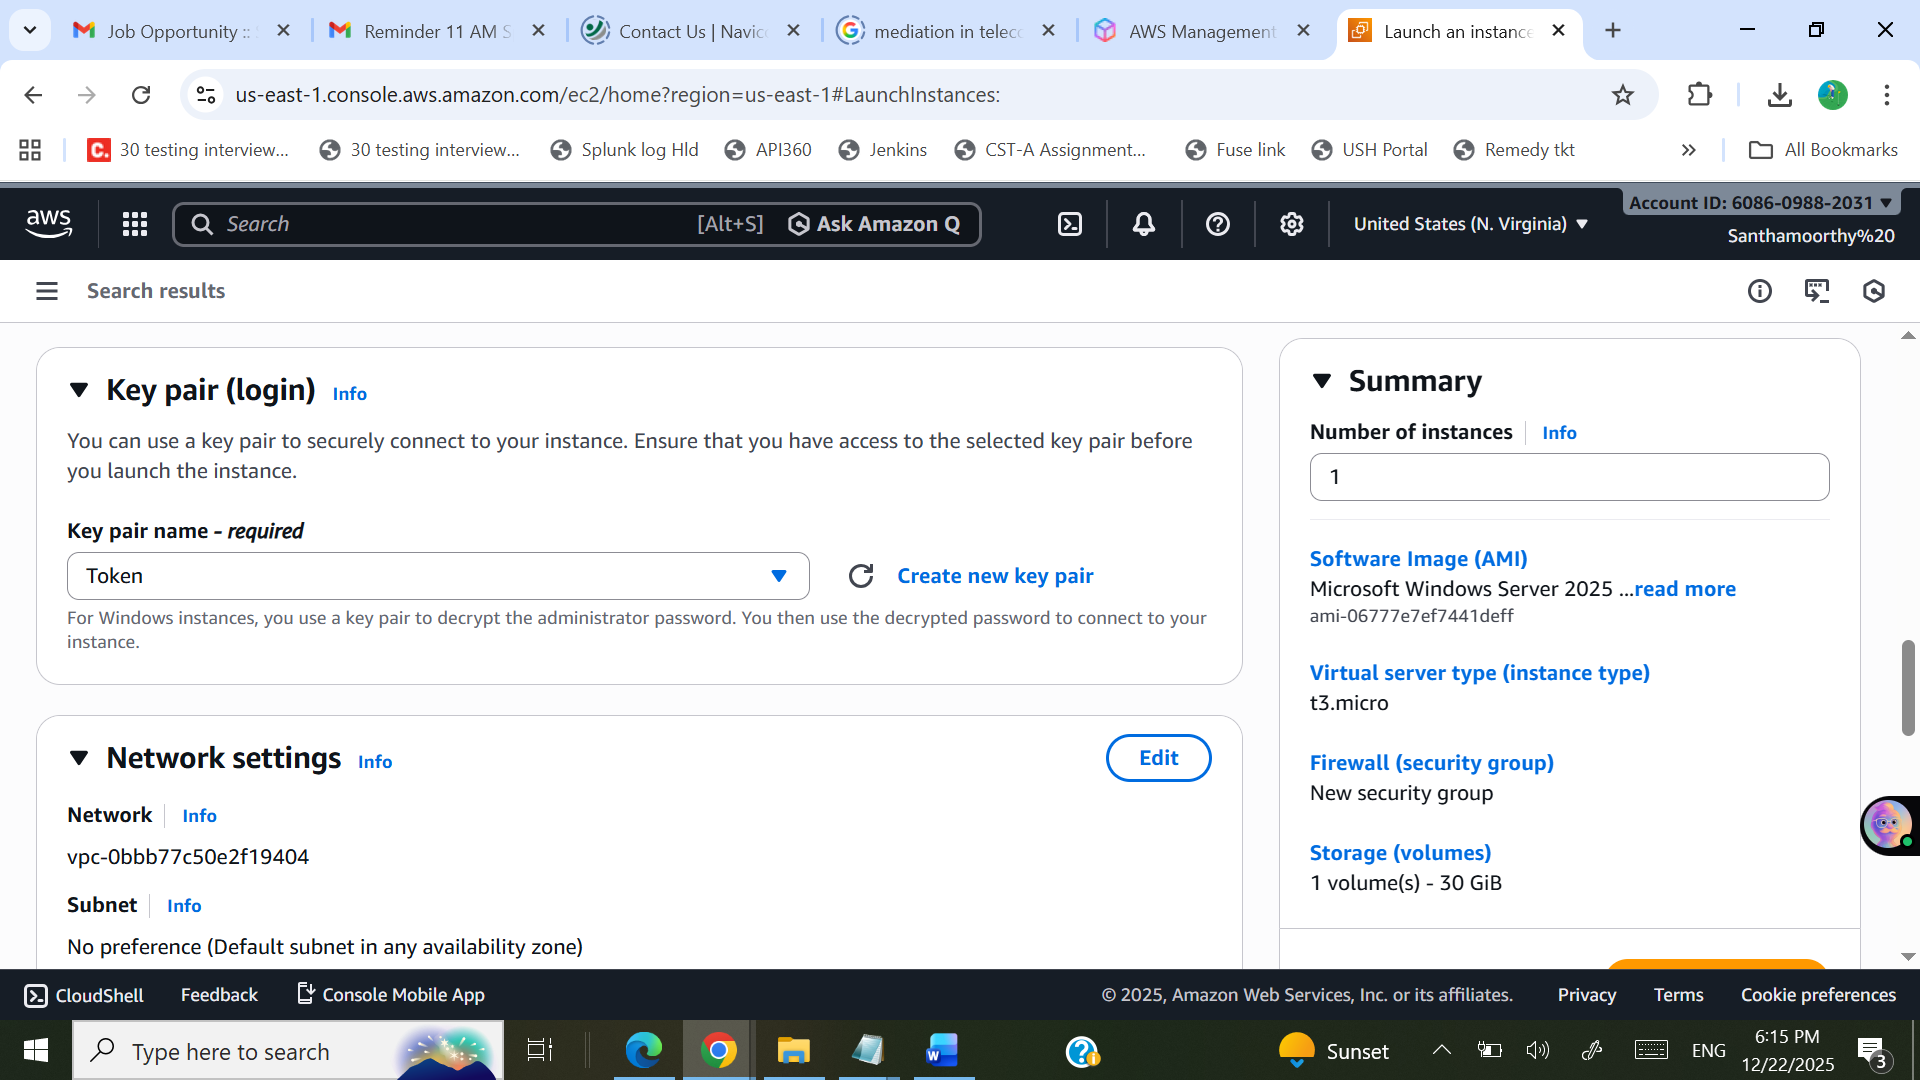 Job Opportunity ::
Reminder 11 AM S
Contact Us | Navic
mediation in telecc
AWS Management
Launch an instance
us-east-1.console.aws.amazon.com/ec2/home?region=us-east-1#LaunchInstances:
30 testing interview...
30 testing interview...
Splunk log Hld
API360
Jenkins
CST-A Assignment...
Fuse link
USH Portal
Remedy tkt
All Bookmarks
aws
Search
[Alt+S]
Ask Amazon Q
United States (N. Virginia)
Account ID: 6086-0988-2031
Santhamoorthy%20
Search results
Key pair (login) Info
You can use a key pair to securely connect to your instance. Ensure that you have access to the selected key pair before
you launch the instance.
Key pair name - required
Token
Create new key pair
For Windows instances, you use a key pair to decrypt the administrator password. You then use the decrypted password to connect to your
instance.
Network settings Info
Edit
Network Info
vpc-0bbb77c50e2f19404
Subnet Info
No preference (Default subnet in any availability zone)
Summary
Number of instances Info
1
Software Image (AMI)
Microsoft Windows Server 2025 ...read more
ami-06777e7ef7441deff
Virtual server type (instance type)
t3.micro
Firewall (security group)
New security group
Storage (volumes)
1 volume(s) - 30 GiB
CloudShell
Feedback
Console Mobile App
© 2025, Amazon Web Services, Inc. or its affiliates.
Privacy
Terms
Cookie preferences
Type here to search
Sunset
ENG
6:15 PM
12/22/2025
3